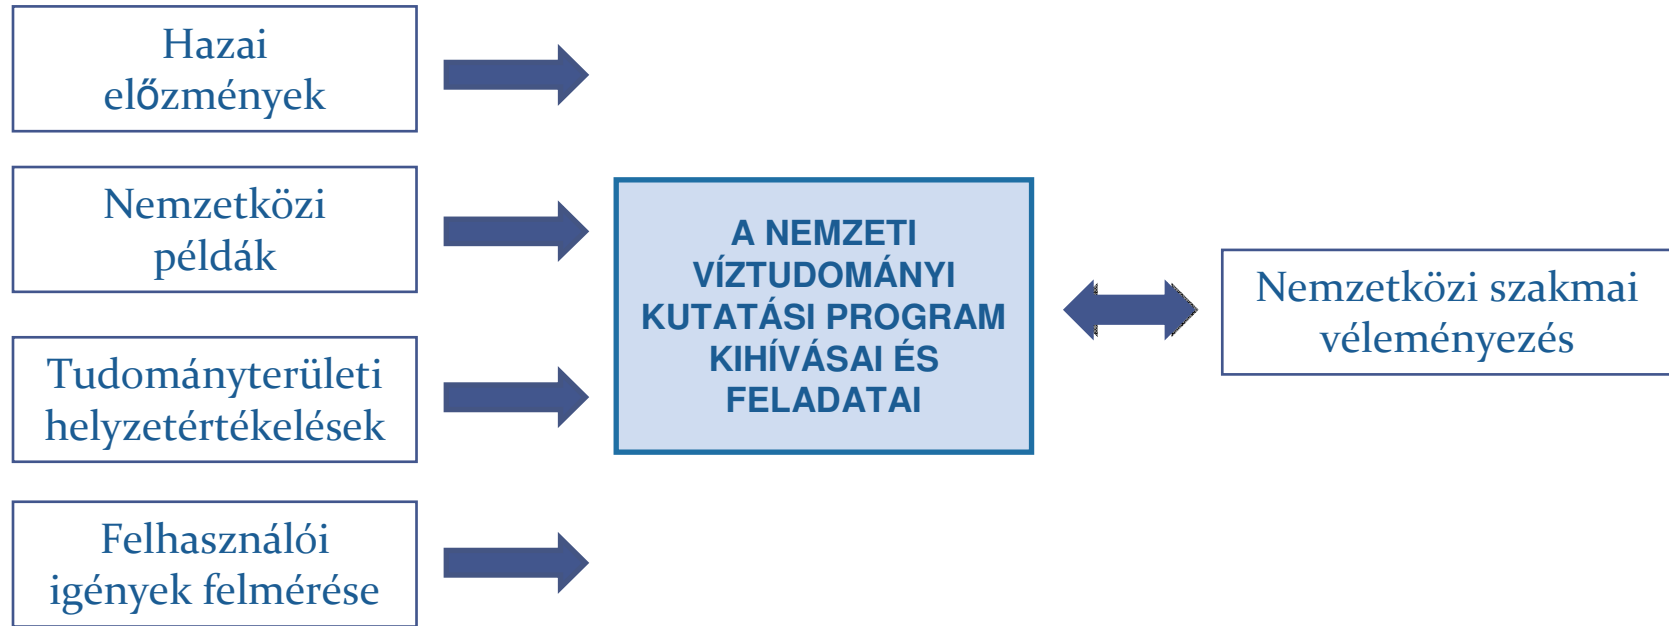 Hazai
előzmények
Nemzetközi
példák
Tudományterületi
helyzetértékelések
Felhasználói
igények felmérése
A NEMZETI
VÍZTUDOMÁNYI
KUTATÁSI PROGRAM
KIHÍVÁSAI ÉS
FELADATAI
Nemzetközi szakmai
véleményezés